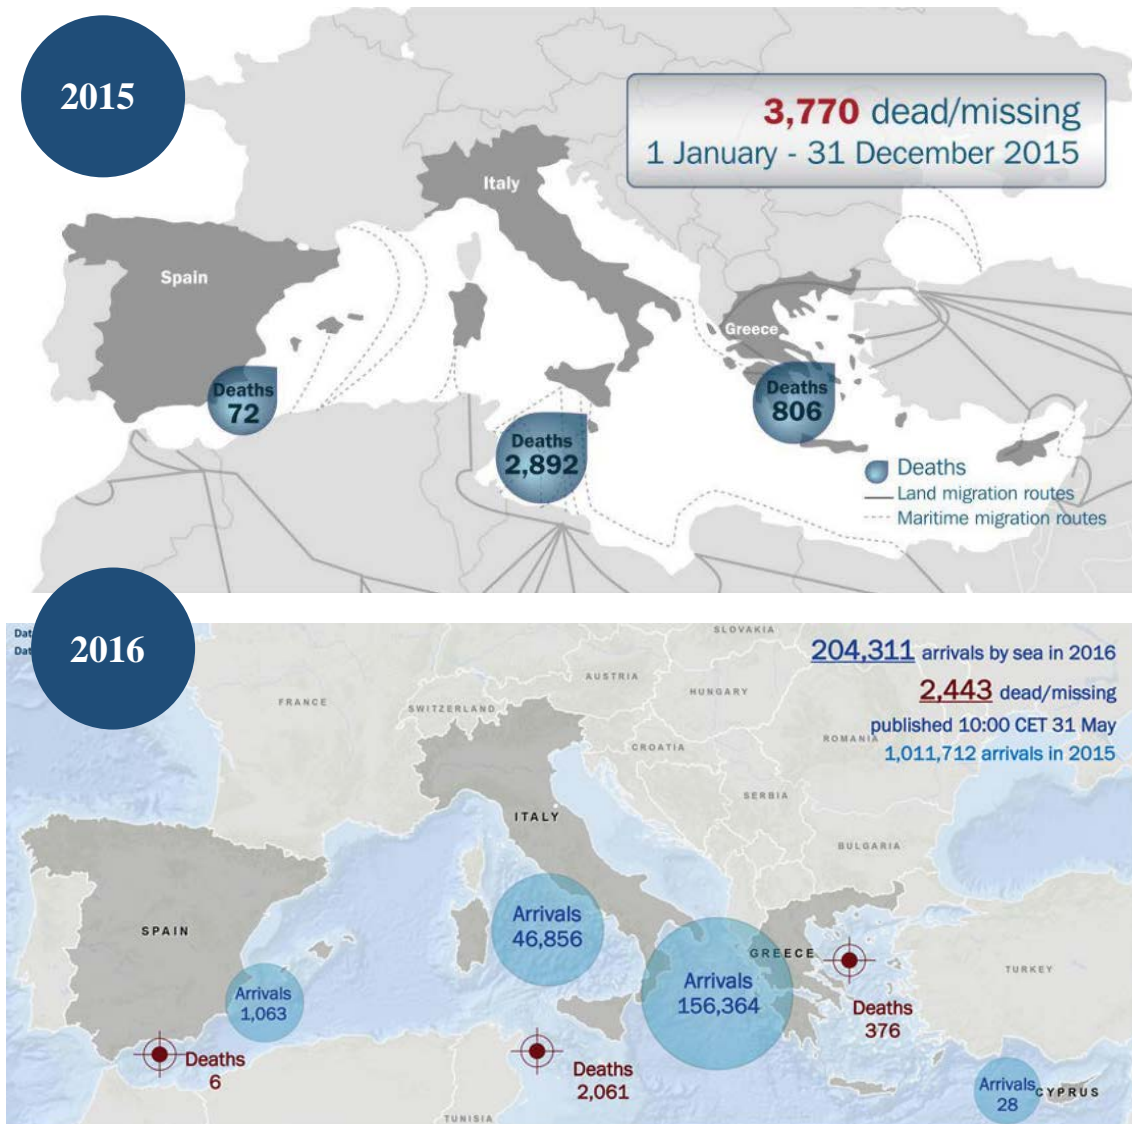 2015
3,770 dead/missing
1 January - 31 December 2015
Italy
Spain
Greece
Deaths
72
Deaths
2,892
Deaths
806
Deaths
Land migration routes
Maritime migration routes
2016
Dat
Dat
SLOVAKIA
204,311 arrivals by sea in 2016
AUSTRIA
2,443 dead/missing
HUNGARY
FRANCE
SWITZERLAND
published 10:00 CET 31 May
ROMANIA
CROATIA
1,011,712 arrivals in 2015
SERBIA
ITALY
BULGARIA
Arrivals
46,856
SPAIN
GREECE
TURKEY
Arrivals
156,364
Arrivals
1,063
Deaths
376
Deaths
6
Deaths
2,061
Arrivals
28
CYPRUS
TUNISIA